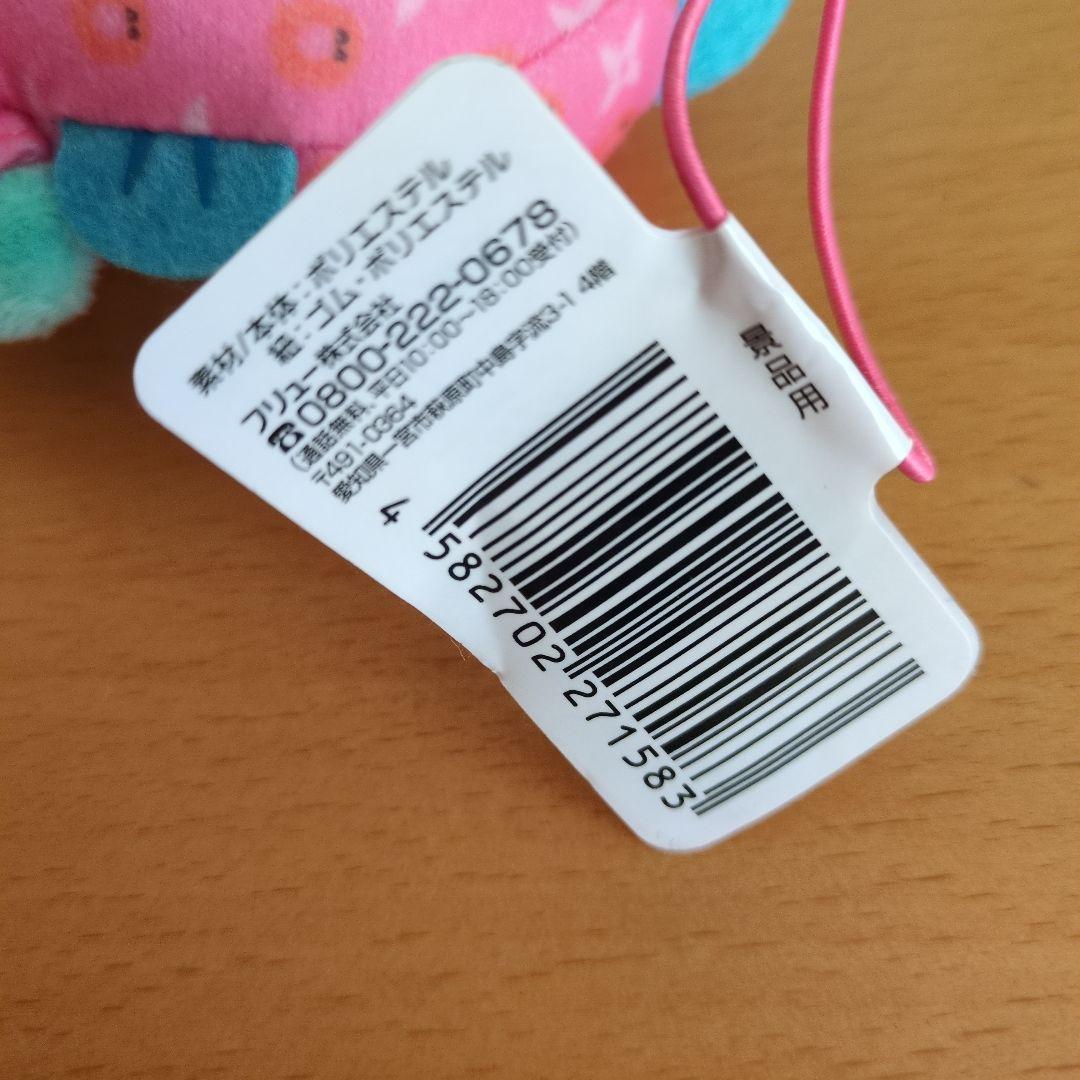 素材/本体：ポリエステル
紐：ゴム・ポリエステル
フリュー株式会社
☎0800-222-0678
(通話無料、平日10:00～18:00受付)
〒491-0364
愛知県一宮市萩原町中島字流3-1 4階
4 582702 271583
景品用